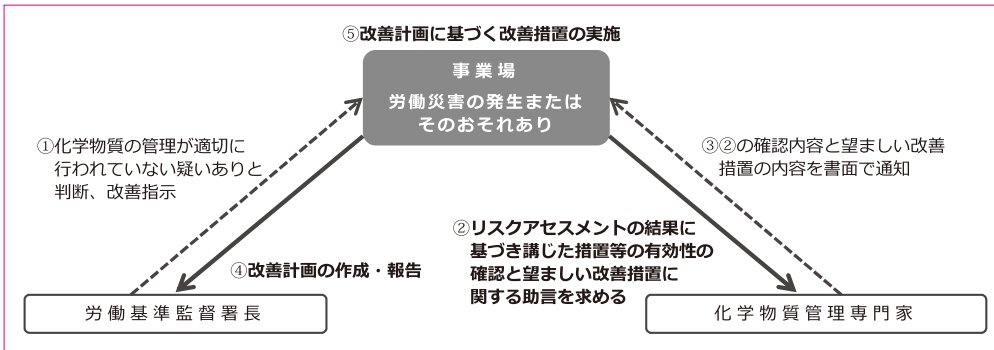 ⑤改善計画に基づく改善措置の実施
事業場
労働災害の発生または
そのおそれあり
①化学物質の管理が適切に
行われていない疑いありと
判断、改善指示
③②の確認内容と望ましい改善
措置の内容を書面で通知
②リスクアセスメントの結果に
基づき講じた措置等の有効性の
確認と望ましい改善措置に
関する助言を求める
④改善計画の作成・報告
労働基準監督署長
化学物質管理専門家